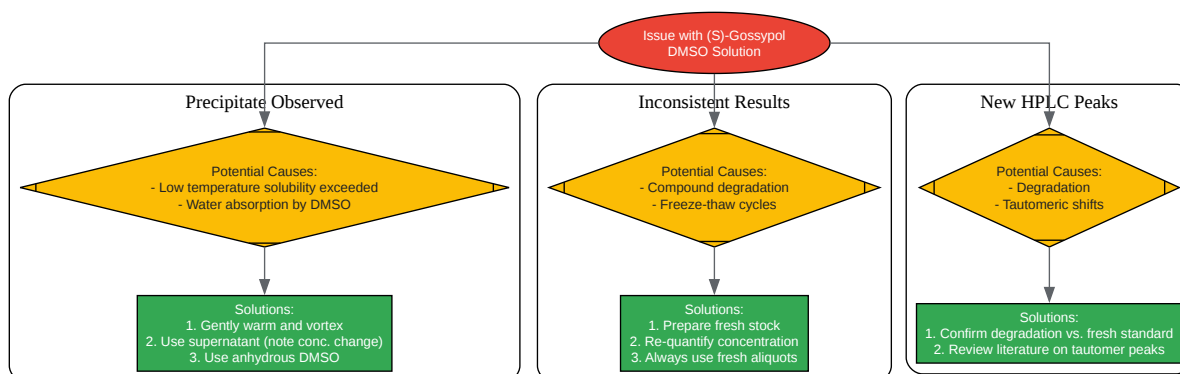 Issue with (S)-Gossypol
DMSO Solution
Precipitate Observed
Potential Causes:
- Low temperature solubility exceeded
- Water absorption by DMSO
Solutions:
1. Gently warm and vortex
2. Use supernatant (note conc. change)
3. Use anhydrous DMSO
Inconsistent Results
Potential Causes:
- Compound degradation
- Freeze-thaw cycles
Solutions:
1. Prepare fresh stock
2. Re-quantify concentration
3. Always use fresh aliquots
New HPLC Peaks
Potential Causes:
- Degradation
- Tautomeric shifts
Solutions:
1. Confirm degradation vs. fresh standard
2. Review literature on tautomer peaks